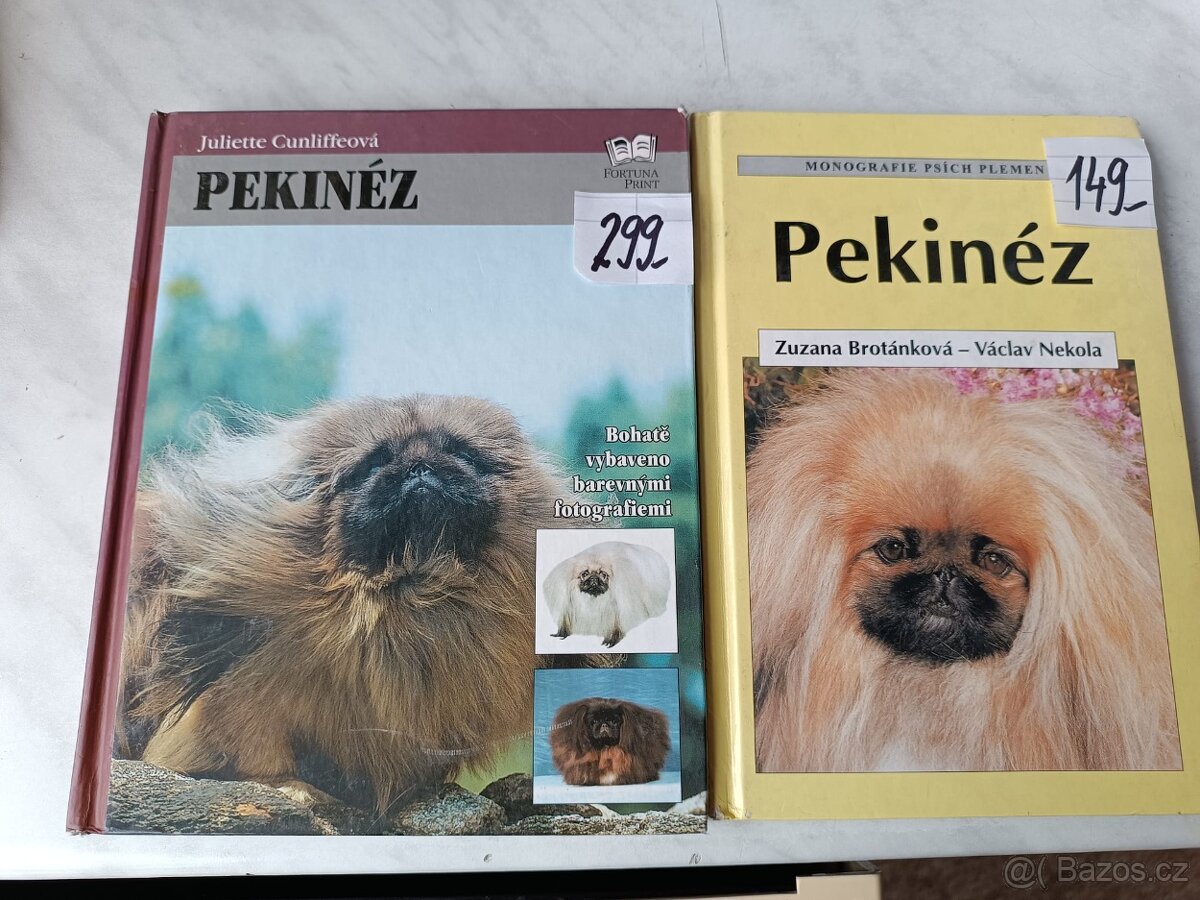 Juliette Cunliffeová
PEKINÉZ
FORTUNA
PRINT
299,-
Bohatě
vybaveno
barevnými
fotografiemi
MONOGRAFIE PSÍCH PLEMEN
149,-
Pekinéz
Zuzana Brotánková – Václav Nekola
@( Bazos.cz